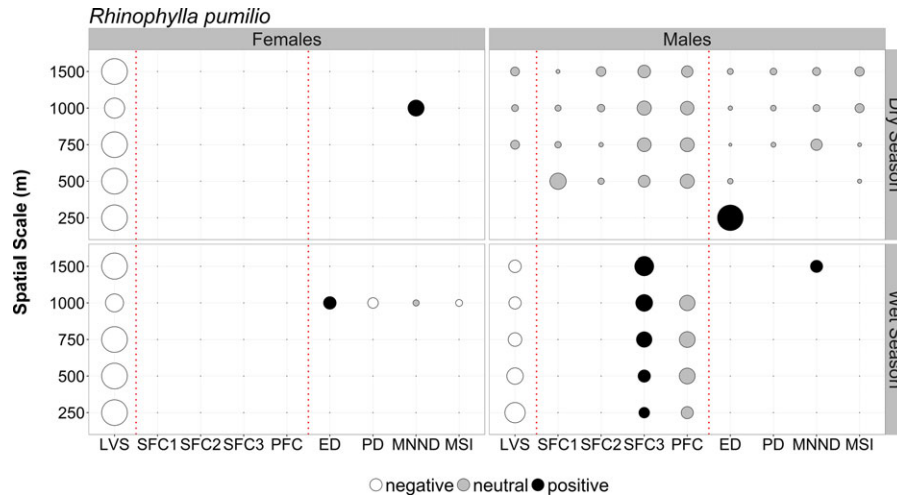 Rhinophylla pumilio
Females Males
1500
1000
750
500
250
Dry Season
Spatial Scale (m)
1500
1000
750
500
250
Wet Season
LVS SFC1 SFC2 SFC3 PFC ED PD MNND MSI LVS SFC1 SFC2 SFC3 PFC ED PD MNND MSI
negative neutral positive